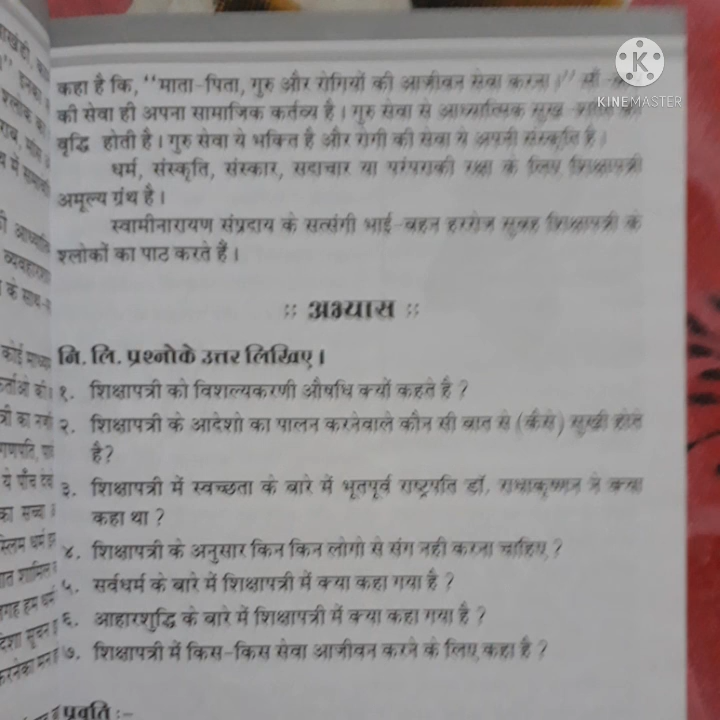 KINEMASTER
कहा है कि, "माता-पिता, गुरु और रोगियों की आजीवन सेवा करना।" माँ-
की सेवा ही अपना सामाजिक कर्तव्य है। गुरु सेवा से आध्यात्मिक सुख-
वृद्धि होती है। गुरु सेवा ये भक्ति है और रोगी की सेवा ये अपनी संस्कृति है।
धर्म, संस्कृति, संस्कार, सदाचार या परंपराकी रक्षा के लिए शिक्षापत्री
अमूल्य ग्रंथ है।
स्वामीनारायण संप्रदाय के सत्संगी भाई-बहन हररोज सुबह शिक्षापत्री के
श्लोकों का पाठ करते हैं।
:: अभ्यास ::
नि. लि. प्रश्नोके उत्तर लिखिए।
१. शिक्षापत्री को विशल्यकरणी औषधि क्यों कहते है ?
२. शिक्षापत्री के आदेशो का पालन करनेवाले कौन सी बात से (कैसे) सुखी होते
है?
३. शिक्षापत्री में स्वच्छता के बारे में भूतपूर्व राष्ट्रपति डॉ. राधाकृष्णन ने क्या
कहा था ?
४. शिक्षापत्री के अनुसार किन किन लोगो से संग नही करना चाहिए ?
५. सर्वधर्म के बारे में शिक्षापत्री में क्या कहा गया है ?
६. आहारशुद्धि के बारे में शिक्षापत्री में क्या कहा गया है ?
७. शिक्षापत्री में किस-किस सेवा आजीवन करने के लिए कहा है ?
प्रवृति :-